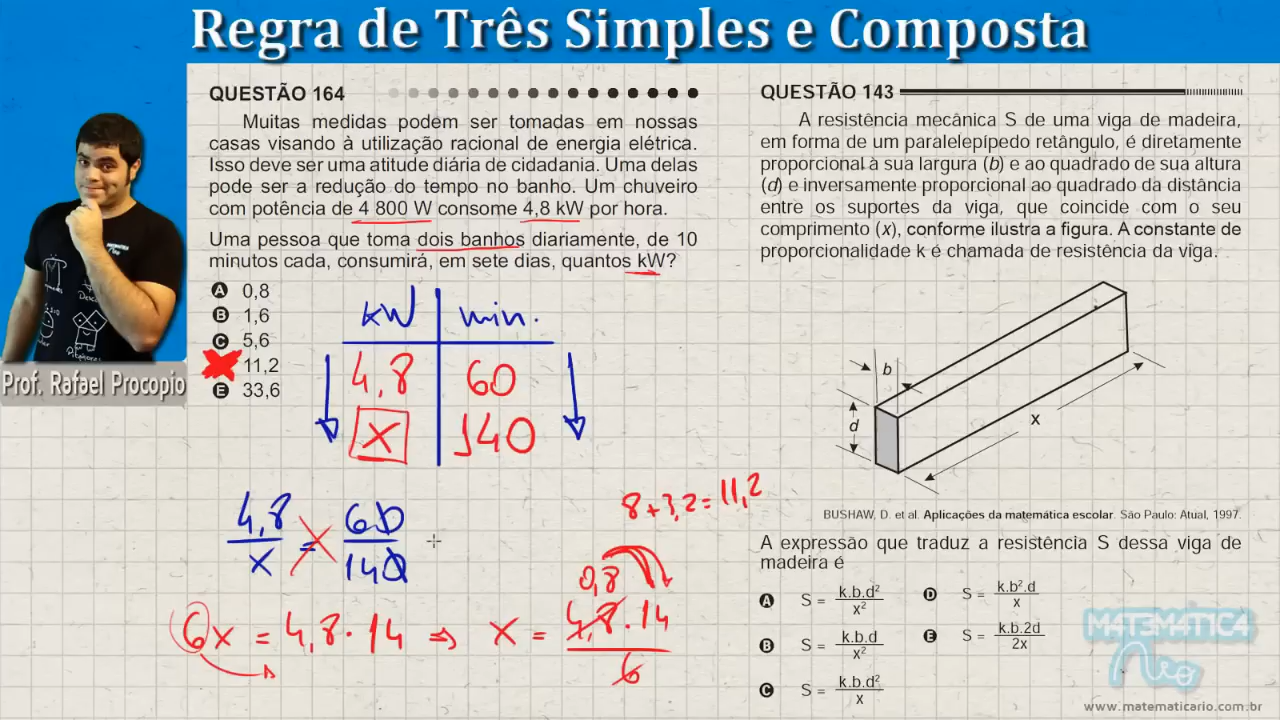 Regra de Três Simples e Composta
QUESTÃO 164
Muitas medidas podem ser tomadas em nossas
casas visando à utilização racional de energia elétrica.
Isso deve ser uma atitude diária de cidadania. Uma delas
pode ser a redução do tempo no banho. Um chuveiro
com potência de 4 800 W consome 4,8 kW por hora.
Uma pessoa que toma dois banhos diariamente, de 10
minutos cada, consumirá, em sete dias, quantos kW?
A 0,8
B 1,6
C 5,6
11,2
E 33,6
Prof. Rafael Procopio
kW min.
4,8 60
x 140
4,8/x = 60/140
6x = 4,8 · 14 ⇒ x = 4,8 · 14/6
0,8
8 + 3,2 = 11,2
QUESTÃO 143
A resistência mecânica S de uma viga de madeira,
em forma de um paralelepípedo retângulo, é diretamente
proporcional à sua largura (b) e ao quadrado de sua altura
(d) e inversamente proporcional ao quadrado da distância
entre os suportes da viga, que coincide com o seu
comprimento (x), conforme ilustra a figura. A constante de
proporcionalidade k é chamada de resistência da viga.
b
d
x
BUSHAW, D. et al. Aplicações da matemática escolar. São Paulo: Atual, 1997.
A expressão que traduz a resistência S dessa viga de
madeira é
A S = k.b.d²/x²
B S = k.b.d/x²
C S = k.b.d²/x
D S = k.b².d/x
E S = k.b.2d/2x
MATEMÁTICA
Rio
www.matematicario.com.br